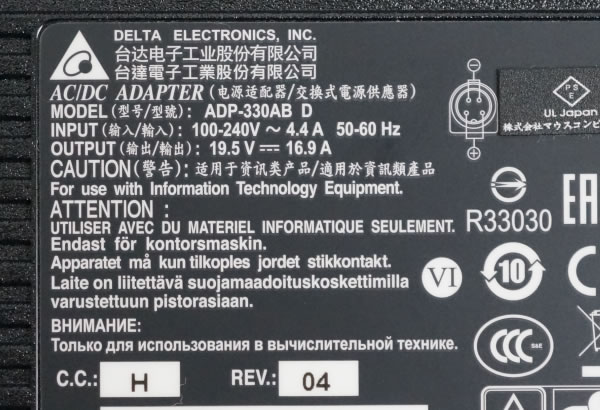 DELTA ELECTRONICS, INC.
台达电子工业股份有限公司
台達電子工業股份有限公司
AC/DC ADAPTER (电源适配器/交換式電源供應器)
MODEL (型号/型號): ADP-330AB D
INPUT (输入/輸入): 100-240V ~ 4.4 A 50-60 Hz
OUTPUT (输出/輸出): 19.5 V ⎓ 16.9 A
CAUTION (警告): 适用于资讯类产品/適用於資訊類產品
For use with Information Technology Equipment.
ATTENTION :
UTILISER AVEC DU MATERIEL INFORMATIQUE SEULEMENT.
Endast för kontorsmaskin.
Apparatet må kun tilkoples jordet stikkontakt.
Laite on liitettävä suojamaadoituskoskettimilla
varustettuun pistorasiaan.
ВНИМАНИЕ:
Только для использования в вычислительной технике.
C.C.: H REV.: 04
P S E
UL Japan
株式会社マウスコンピ
R33030
EAC
VI
10
CCC
S&E